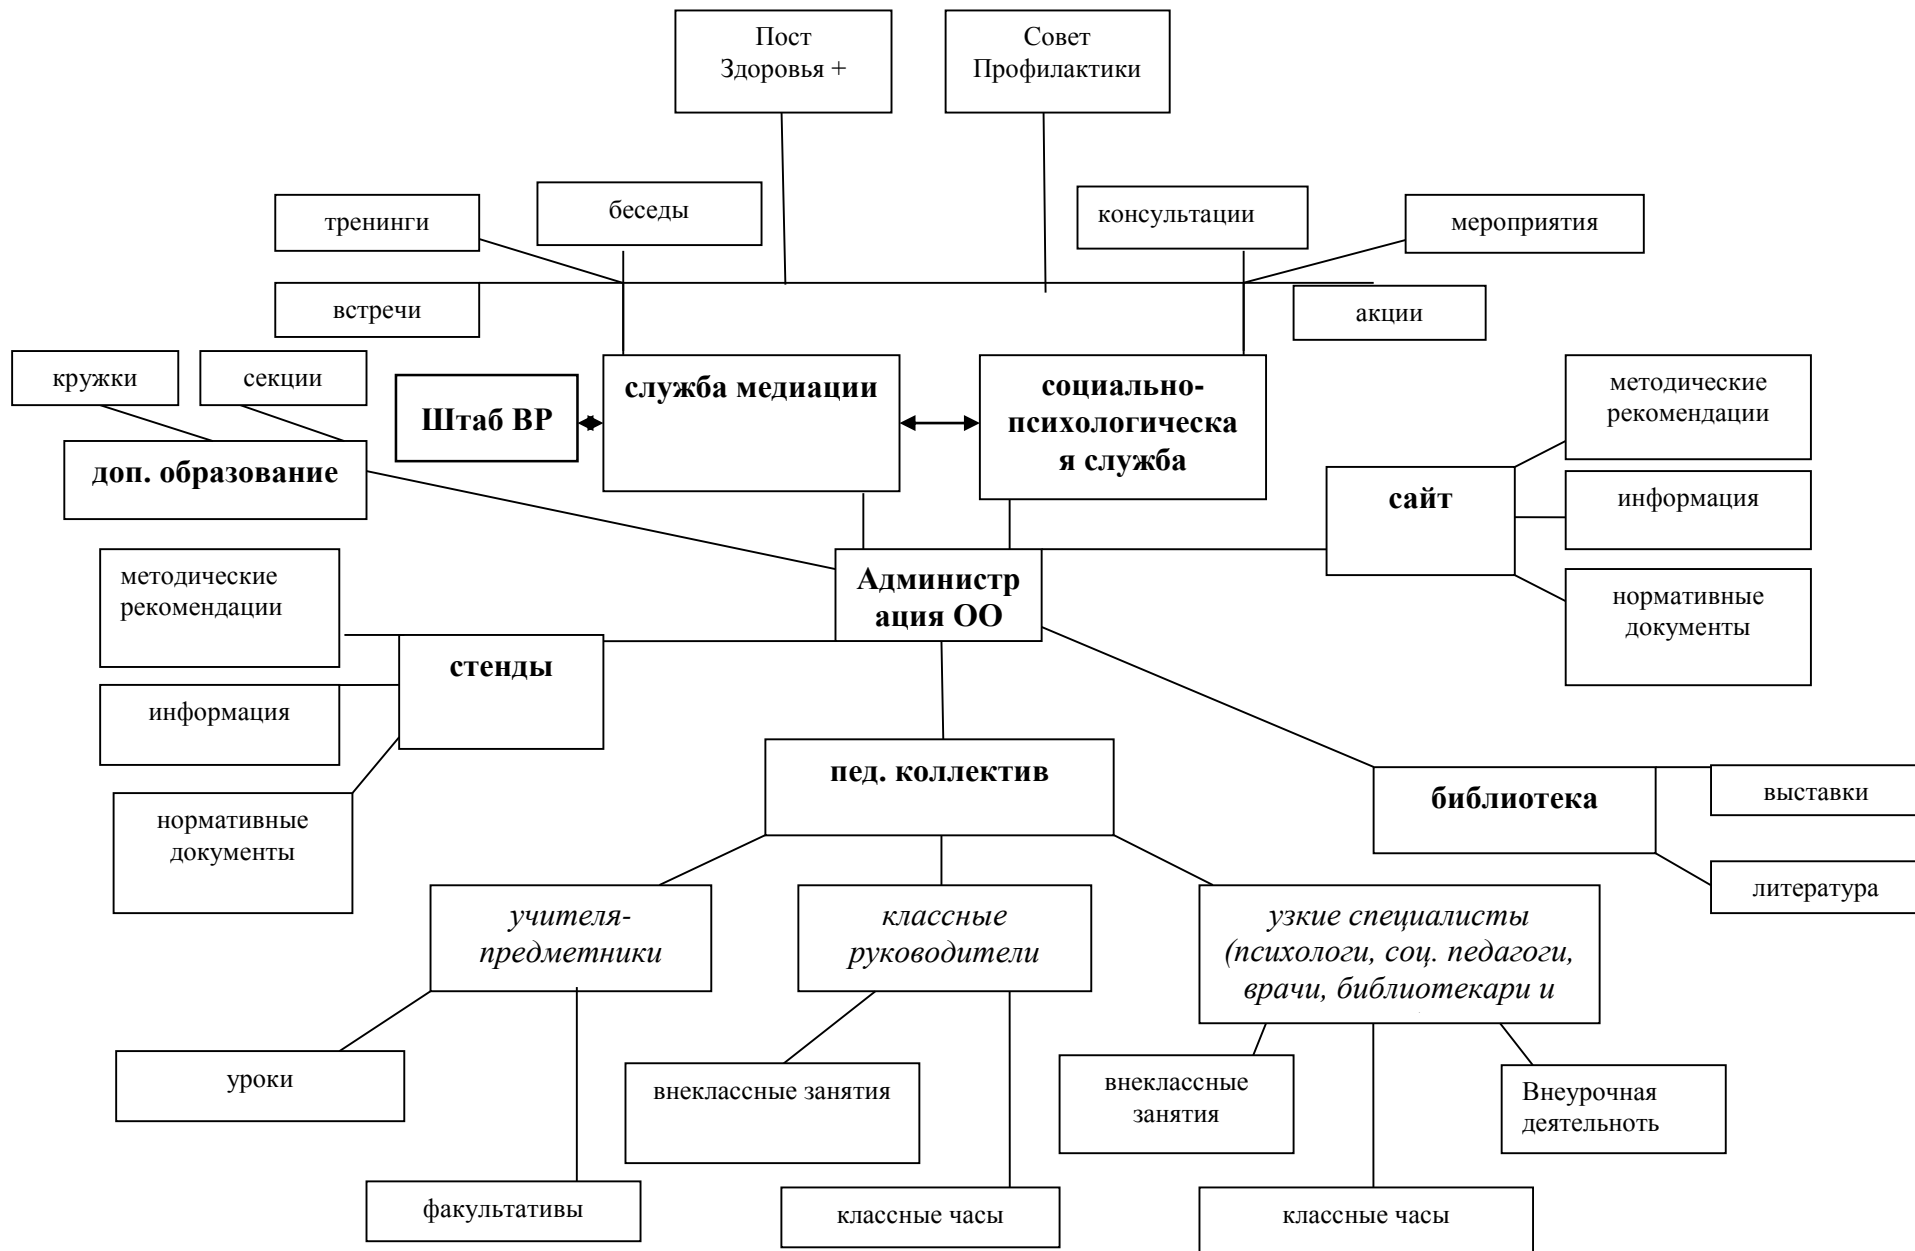 Пост
Здоровья +
Совет
Профилактики
тренинги
беседы
консультации
мероприятия
встречи
акции
кружки
секции
Штаб ВР
служба медиации
социально-
психологическа
я служба
методические
рекомендации
доп. образование
сайт
информация
методические
рекомендации
Администр
ация ОО
нормативные
документы
стенды
информация
пед. коллектив
библиотека
выставки
нормативные
документы
литература
учителя-
предметники
классные
руководители
узкие специалисты
(психологи, соц. педагоги,
врачи, библиотекари и
уроки
внеклассные занятия
внеклассные
занятия
Внеурочная
деятельноть
факультативы
классные часы
классные часы